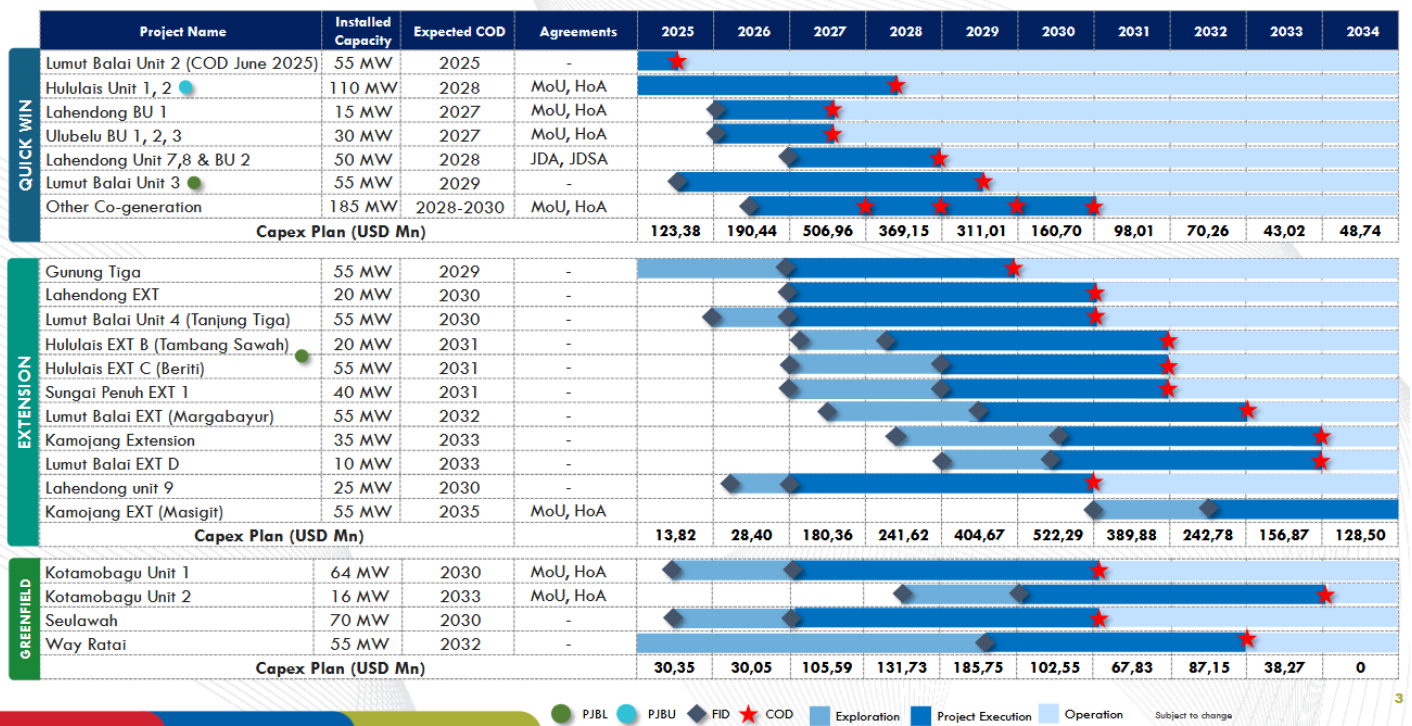 Project Name Installed Capacity Expected COD Agreements 2025 2026 2027 2028 2029 2030 2031 2032 2033 2034
QUICK WIN
Lumut Balai Unit 2 (COD June 2025) 55 MW 2025 -
Hululais Unit 1, 2 110 MW 2028 MoU, HoA
Lahendong BU 1 15 MW 2027 MoU, HoA
Ulubelu BU 1, 2, 3 30 MW 2027 MoU, HoA
Lahendong Unit 7,8 & BU 2 50 MW 2028 JDA, JDSA
Lumut Balai Unit 3 55 MW 2029 -
Other Co-generation 185 MW 2028-2030 MoU, HoA
Capex Plan (USD Mn) 123,38 190,44 506,96 369,15 311,01 160,70 98,01 70,26 43,02 48,74
EXTENSION
Gunung Tiga 55 MW 2029 -
Lahendong EXT 20 MW 2030 -
Lumut Balai Unit 4 (Tanjung Tiga) 55 MW 2030 -
Hululais EXT B (Tambang Sawah) 20 MW 2031 -
Hululais EXT C (Beriti) 55 MW 2031 -
Sungai Penuh EXT 1 40 MW 2031 -
Lumut Balai EXT (Margabayur) 55 MW 2032 -
Kamojang Extension 35 MW 2033 -
Lumut Balai EXT D 10 MW 2033 -
Lahendong unit 9 25 MW 2030 -
Kamojang EXT (Masigit) 55 MW 2035 MoU, HoA
Capex Plan (USD Mn) 13,82 28,40 180,36 241,62 404,67 522,29 389,88 242,78 156,87 128,50
GREENFIELD
Kotamobagu Unit 1 64 MW 2030 MoU, HoA
Kotamobagu Unit 2 16 MW 2033 MoU, HoA
Seulawah 70 MW 2030 -
Way Ratai 55 MW 2032 -
Capex Plan (USD Mn) 30,35 30,05 105,59 131,73 185,75 102,55 67,83 87,15 38,27 0
3
PJBL PJBU FID COD Exploration Project Execution Operation Subject to change